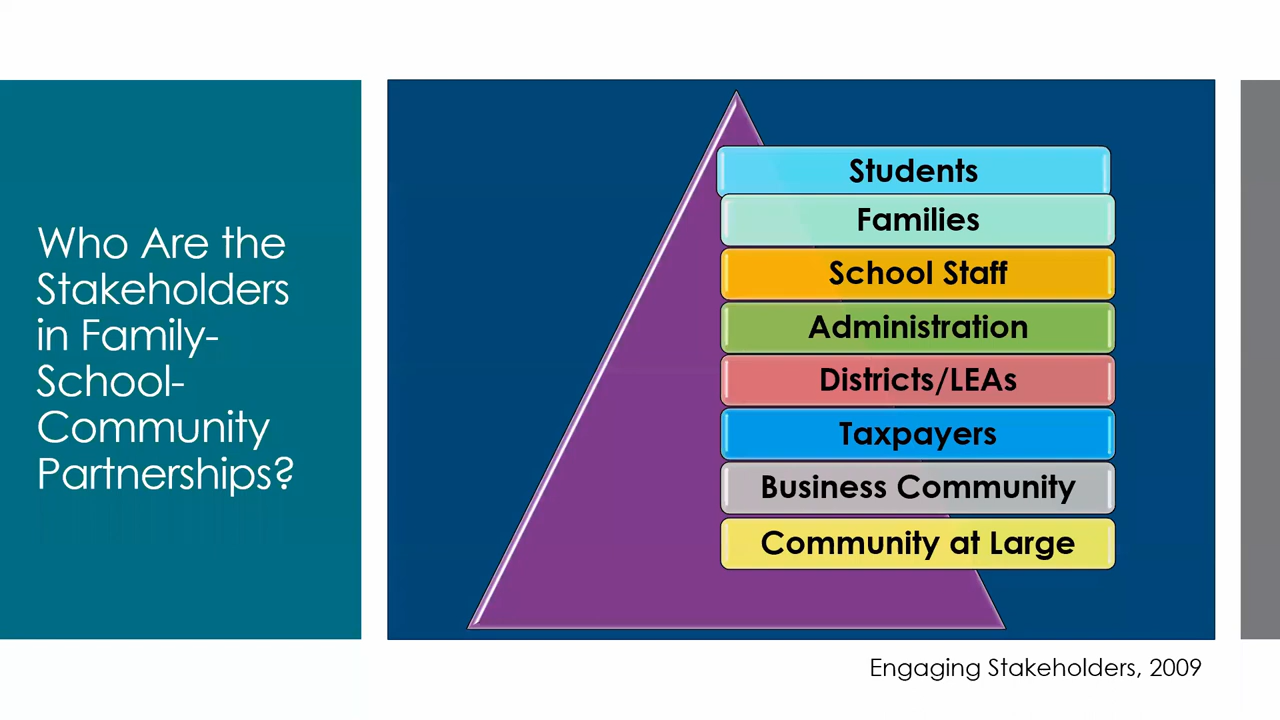 Who Are the
Stakeholders
in Family-
School-
Community
Partnerships?
Students
Families
School Staff
Administration
Districts/LEAs
Taxpayers
Business Community
Community at Large
Engaging Stakeholders, 2009